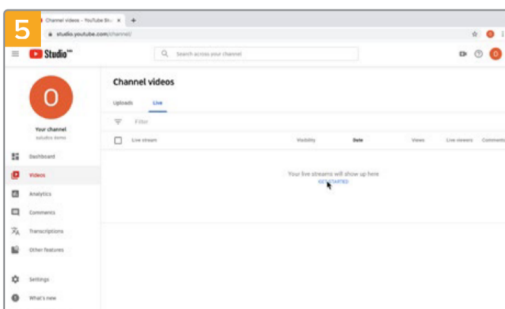 5
Channel videos - YouTube St
studio.youtube.com/channel/
Studio
Search across your channel
O
O
Your channel
Channel videos
Uploads
Live
Filter
Live stream
Visibility
Date
Views
Live viewers
Comments
Your live streams will show up here
GET STARTED
Dashboard
Videos
Analytics
Comments
Transcriptions
Other features
Settings
What's new